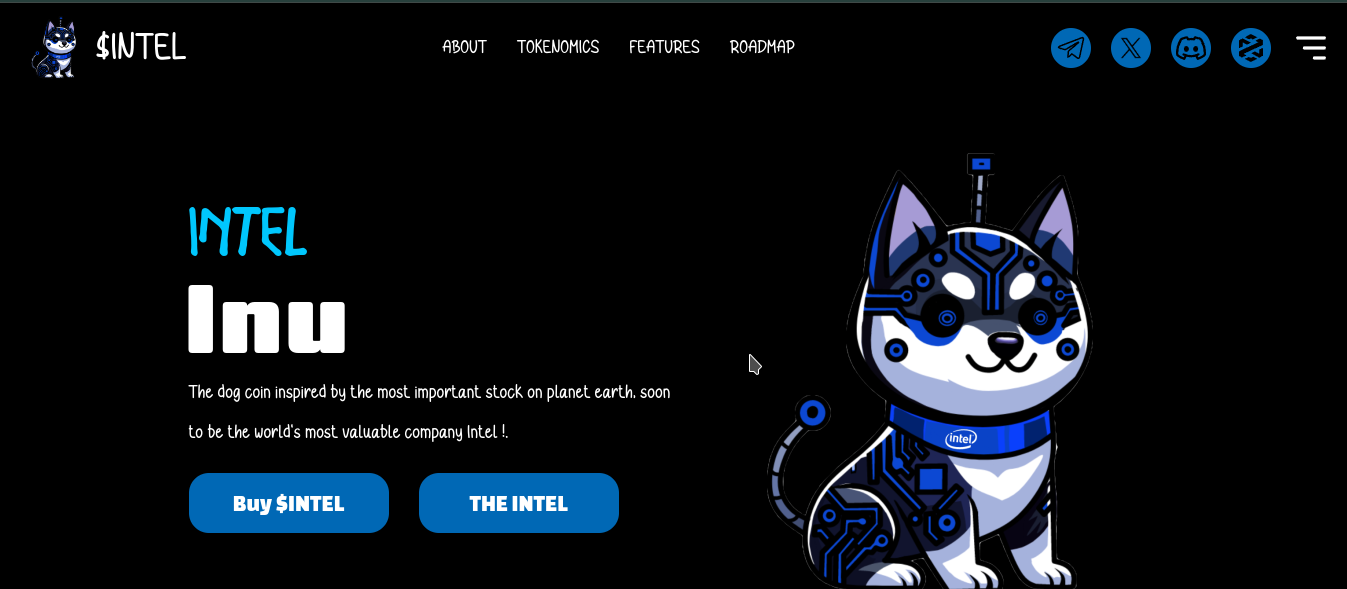 $INTEL
ABOUT TOKENOMICS FEATURES ROADMAP
INTEL
Inu
The dog coin inspired by the most important stock on planet earth, soon
to be the world's most valuable company Intel !.
Buy $INTEL THE INTEL
intel